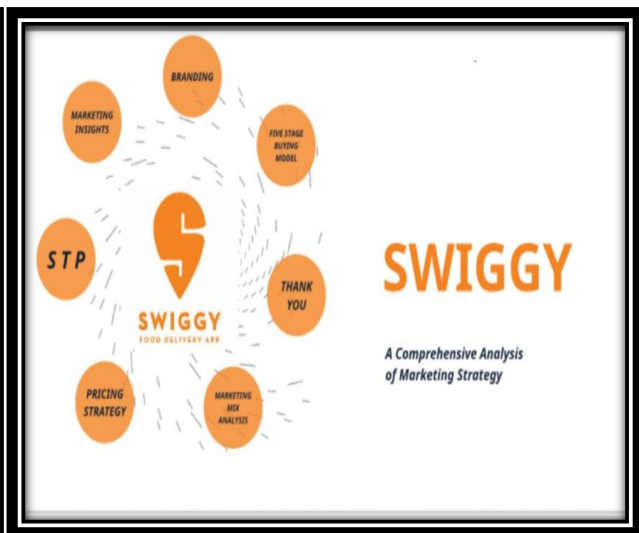 BRANDING
MARKETING
INSIGHTS
FIVE STAGE
BUYING
MODEL
STP
SWIGGY
FOOD DELIVERY APP
THANK
YOU
PRICING
STRATEGY
MARKETING
MIX
ANALYSIS
SWIGGY
A Comprehensive Analysis
of Marketing Strategy